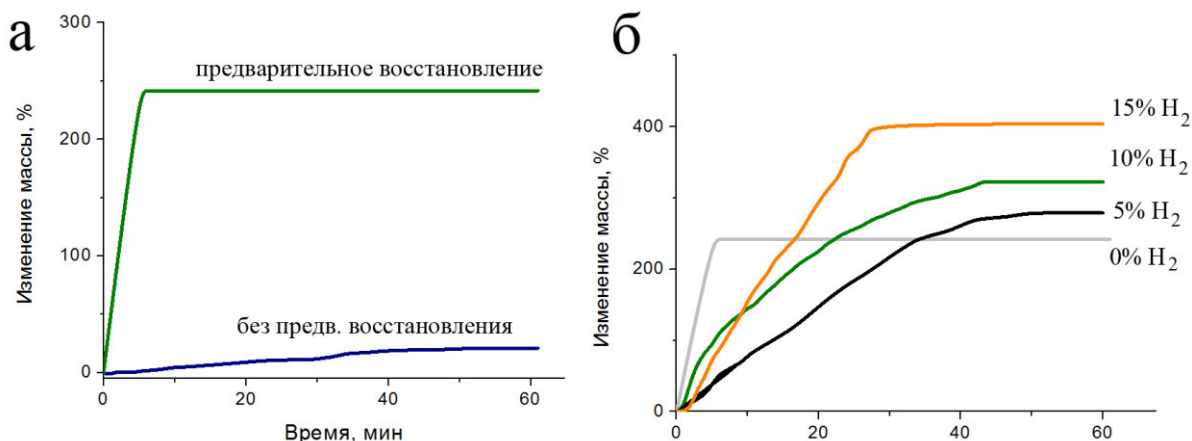 а
300
200
100
0
Изменение массы, %
предварительное восстановление
без предв. восстановления
0 20 40 60
Время, мин
б
400
200
0
Изменение массы, %
15% H₂
10% H₂
5% H₂
0% H₂
0 20 40 60